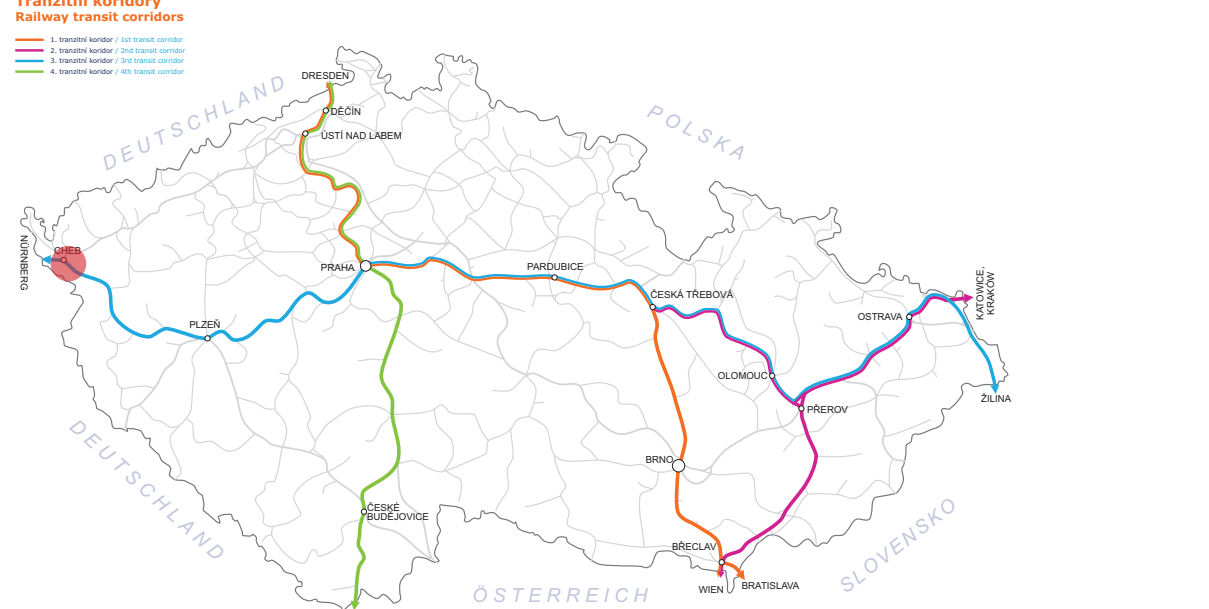 Tranzitní koridory
Railway transit corridors
1. tranzitní koridor / 1st transit corridor
2. tranzitní koridor / 2nd transit corridor
3. tranzitní koridor / 3rd transit corridor
4. tranzitní koridor / 4th transit corridor
DRESDEN
DEUTSCHLAND
DĚČÍN
POLSKA
ÚSTÍ NAD LABEM
NÜRNBERG
CHEB
PRAHA
PARDUBICE
ČESKÁ TŘEBOVÁ
KATOWICE,
KRAKÓW
OSTRAVA
PLZEŇ
OLOMOUC
ŽILINA
PŘEROV
DEUTSCHLAND
BRNO
ČESKÉ
BUDĚJOVICE
BŘECLAV
SLOVENSKO
WIEN
BRATISLAVA
ÖSTERREICH